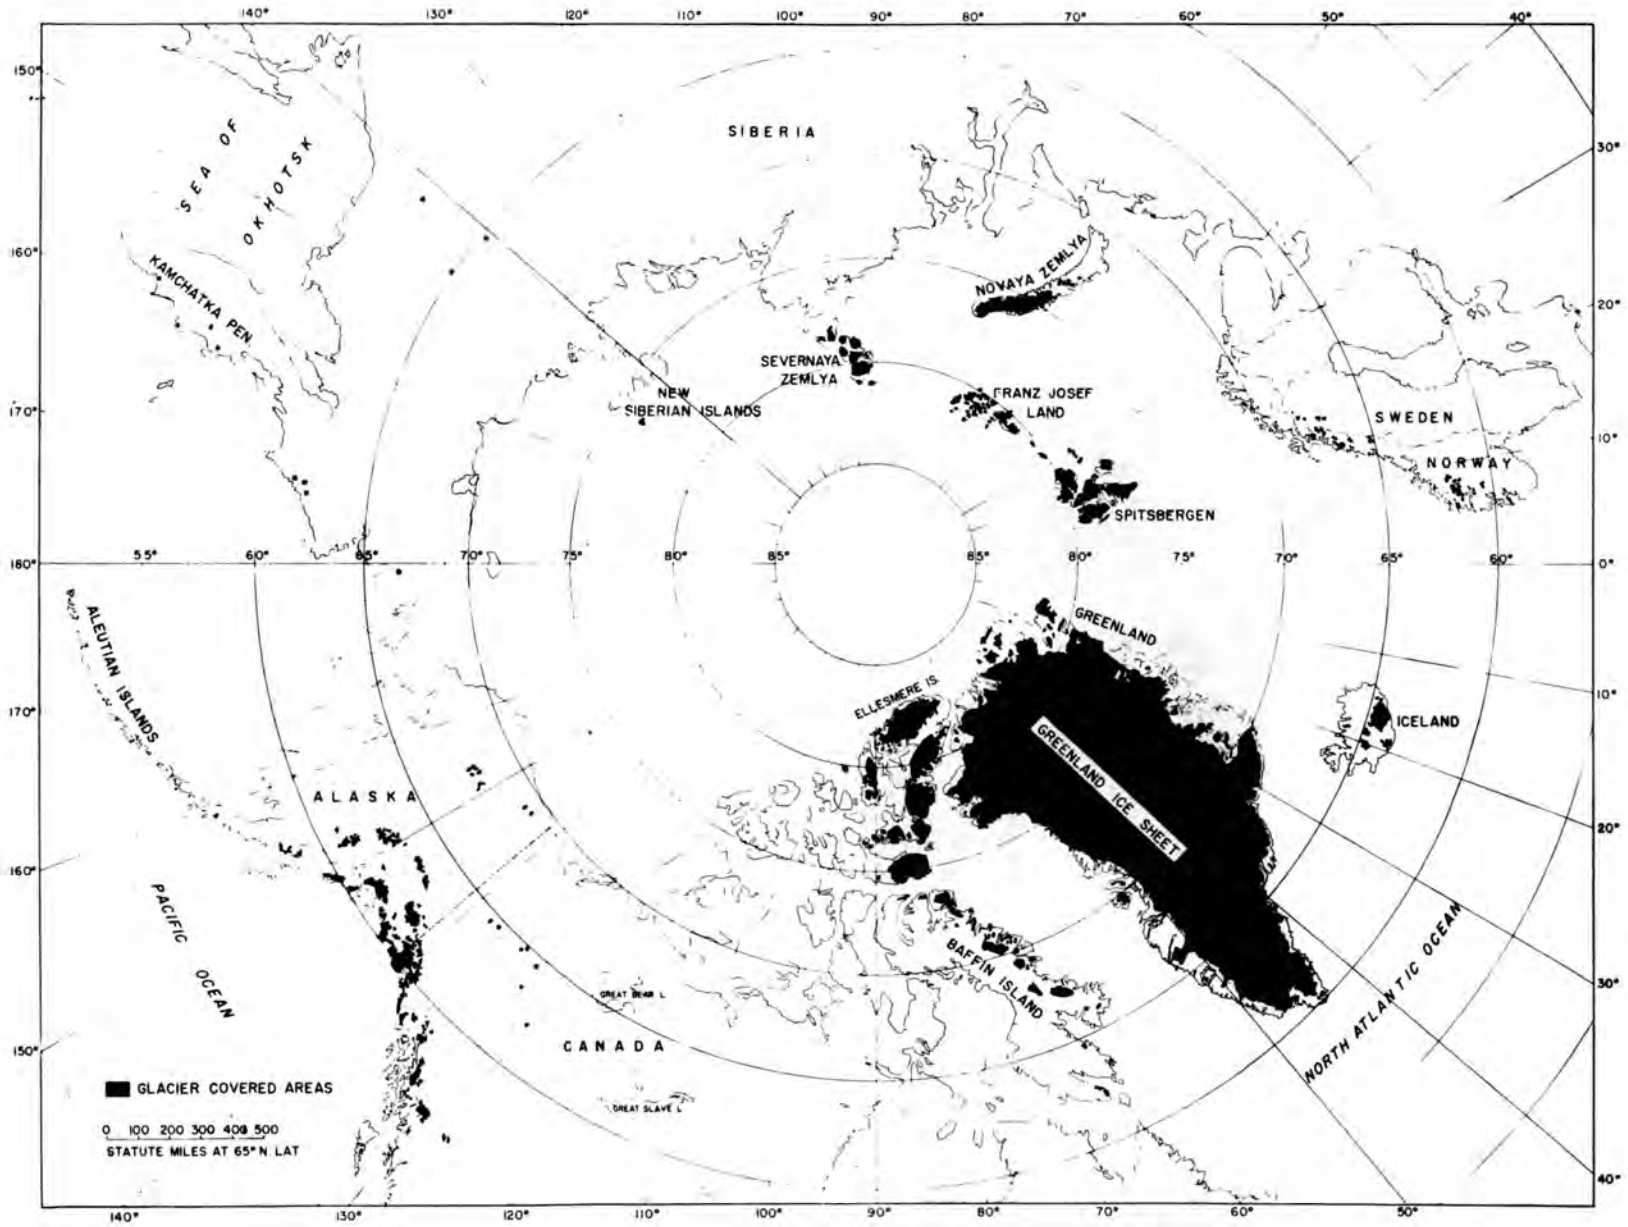 140° 130° 120° 110° 100° 90° 80° 70° 60° 50° 40°
150°
SIBERIA
30°
SEA OF
OKHOTSK
160°
KAMCHATKA PEN
NOVAYA ZEMLYA
20°
SEVERNAYA
ZEMLYA
NEW
SIBERIAN ISLANDS
FRANZ JOSEF
LAND
170°
SWEDEN
10°
NORWAY
SPITSBERGEN
180° 55° 60° 65° 70° 75° 80° 85° 85° 80° 75° 70° 65° 60° 0°
ALEUTIAN ISLANDS
GREENLAND
ELLESMERE IS.
10°
170°
ICELAND
GREENLAND ICE SHEET
ALASKA
20°
160°
PACIFIC
OCEAN
BAFFIN ISLAND
NORTH ATLANTIC OCEAN
30°
GREAT BEAR L.
CANADA
150°
GLACIER COVERED AREAS
GREAT SLAVE L
0 100 200 300 400 500
STATUTE MILES AT 65° N. LAT
40°
140° 130° 120° 110° 100° 90° 80° 70° 60° 50°